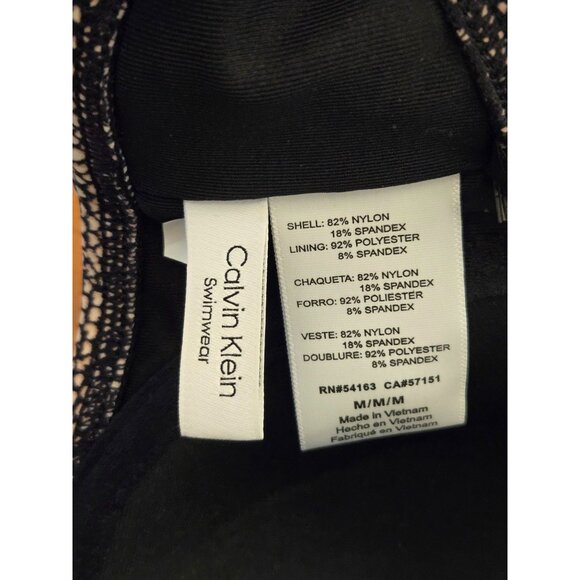 Calvin Klein
Swimwear
SHELL: 82% NYLON
18% SPANDEX
LINING: 92% POLYESTER
8% SPANDEX
CHAQUETA: 82% NYLON
18% SPANDEX
FORRO: 92% POLIESTER
8% SPANDEX
VESTE: 82% NYLON
18% SPANDEX
DOUBLURE: 92% POLYESTER
8% SPANDEX
RN#54163 CA#57151
M/M/M
Made in Vietnam
Hecho en Vietnam
Fabriqué en Vietnam